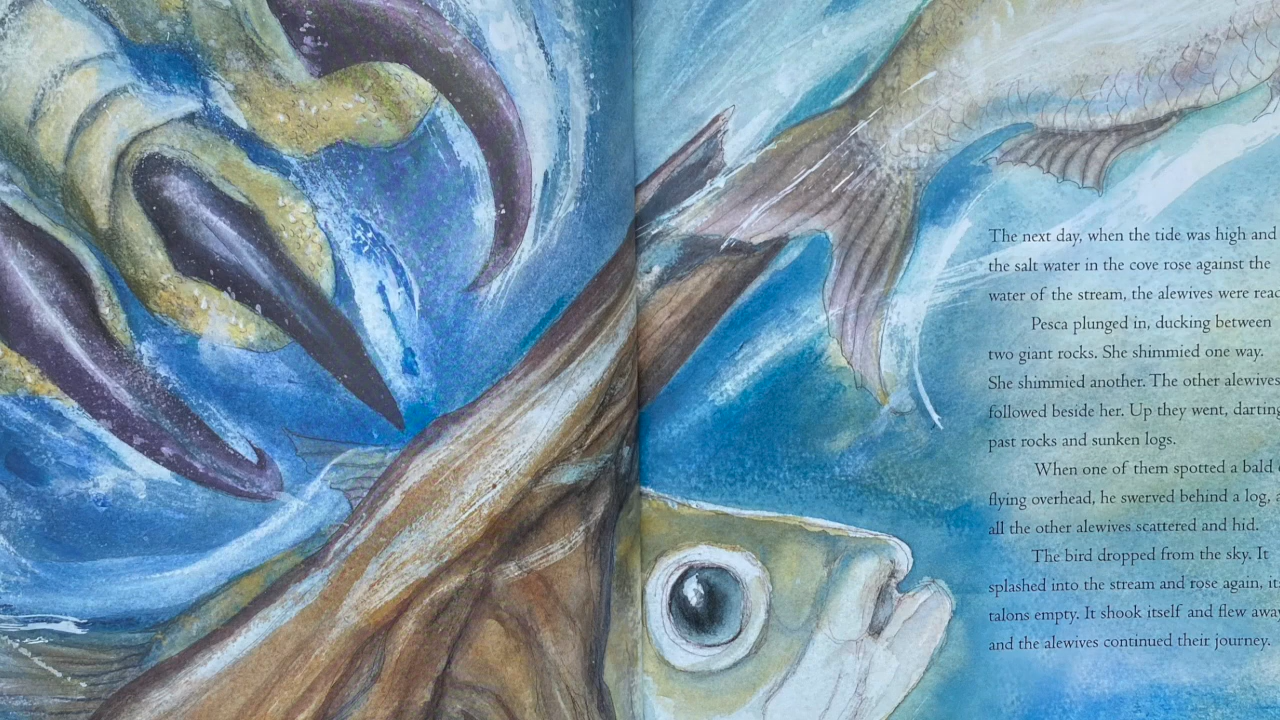 The next day, when the tide was high and
the salt water in the cove rose against the
water of the stream, the alewives were
Pesca plunged in, ducking between
two giant rocks. She shimmied one way.
She shimmied another. The other alewives
followed beside her. Up they went, darting
past rocks and sunken logs.
When one of them spotted a bald
flying overhead, he swerved behind a log,
all the other alewives scattered and hid.
The bird dropped from the sky. It
splashed into the stream and rose again,
talons empty. It shook itself and flew away
and the alewives continued their journey.